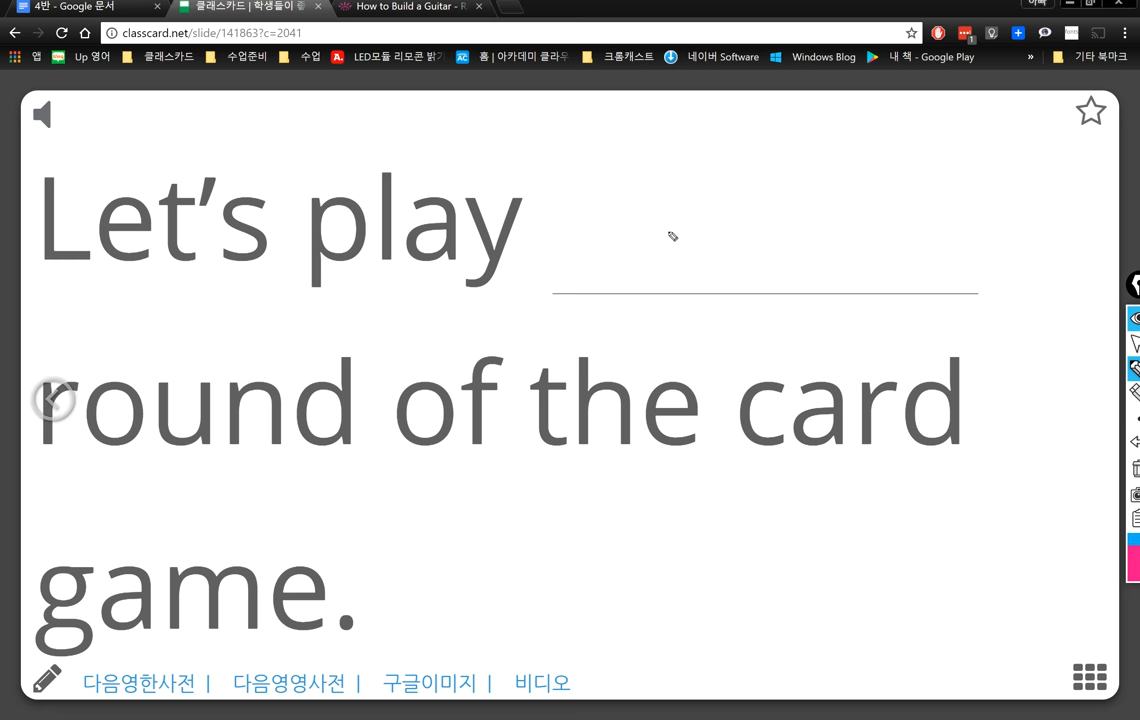 4반 - Google 문서
클래스카드 | 학생들이 좋
How to Build a Guitar - R
아빠
classcard.net/slide/141863?c=2041
앱 Up 영어 클래스카드 수업준비 수업 LED모듈 리모콘 밝기 홈 | 아카데미 클라우 크롬캐스트 네이버 Software Windows Blog 내 책 - Google Play » 기타 북마크
Let's play ____
round of the card
game.
다음영한사전 | 다음영영사전 | 구글이미지 | 비디오